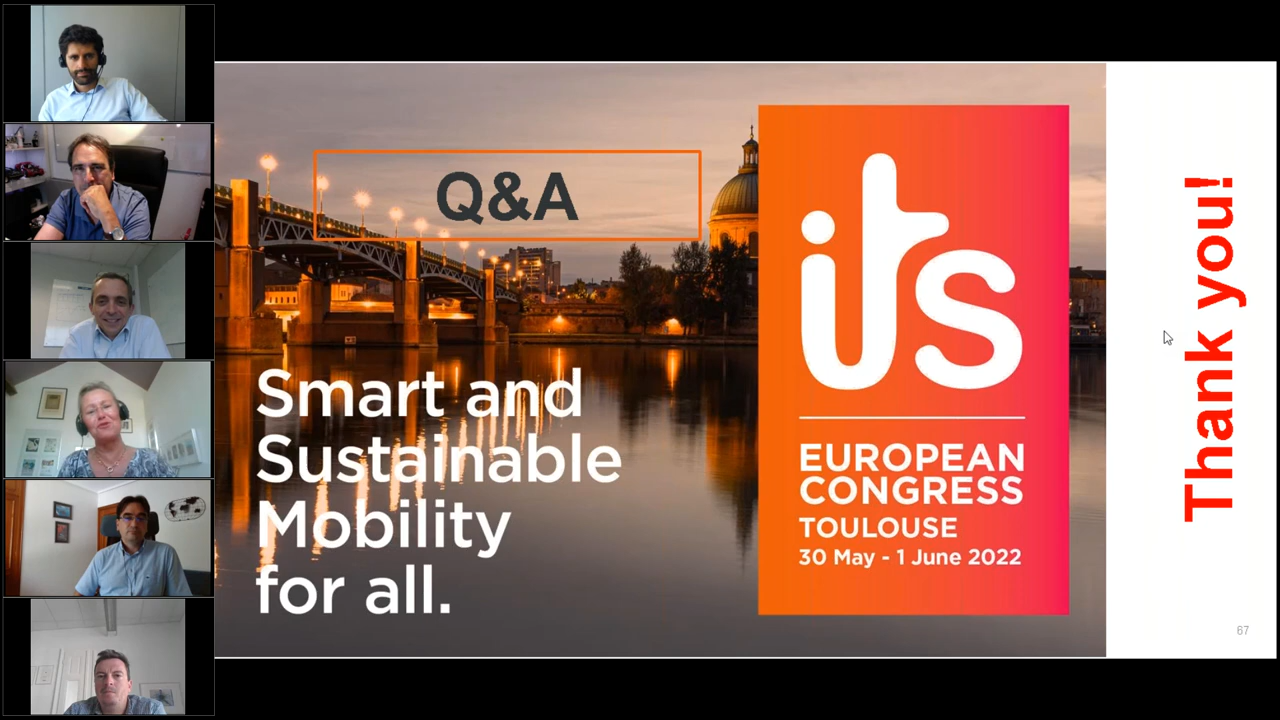 Q&A
Smart and
Sustainable
Mobility
for all.
its
EUROPEAN
CONGRESS
TOULOUSE
30 May - 1 June 2022
Thank you!
67